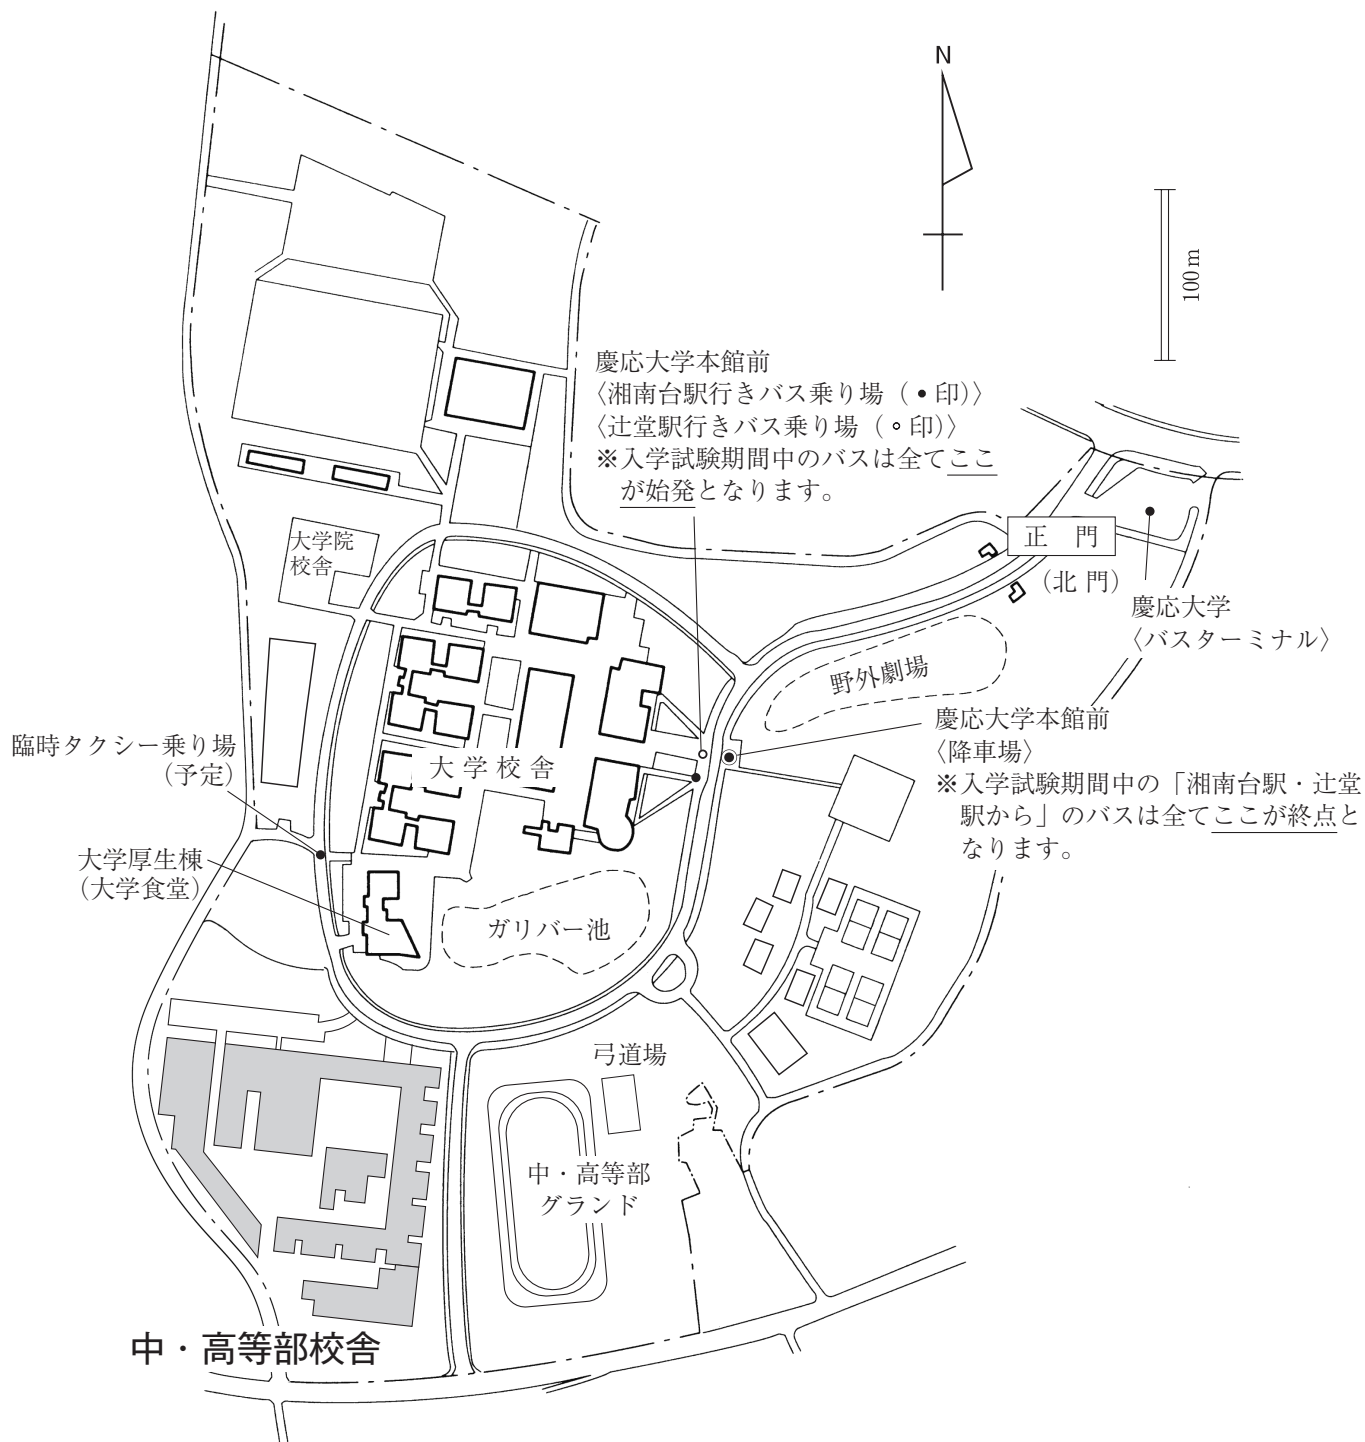 N
100m
慶応大学本館前
〈湘南台駅行きバス乗り場(•印)〉
〈辻堂駅行きバス乗り場(∘印)〉
※入学試験期間中のバスは全てここ
が始発となります。
正 門
(北 門)
慶応大学
〈バスターミナル〉
大学院
校舎
野外劇場
慶応大学本館前
〈降車場〉
※入学試験期間中の「湘南台駅・辻堂
駅から」のバスは全てここが終点と
なります。
臨時タクシー乗り場
(予定)
大 学 校 舎
大学厚生棟
(大学食堂)
ガリバー池
弓道場
中・高等部
グランド
中・高等部校舎